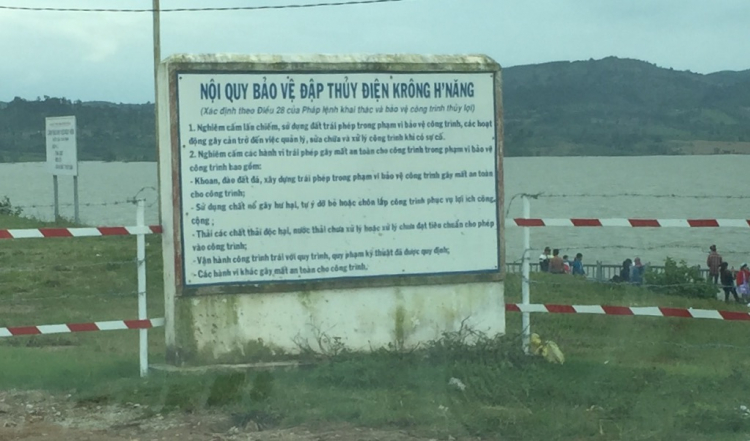 NỘI QUY BẢO VỆ ĐẬP THỦY ĐIỆN KRÔNG H'NĂNG
(Xác định theo Điều 28 của Pháp lệnh khai thác và bảo vệ công trình thủy lợi)
1. Nghiêm cấm lấn chiếm, sử dụng đất trái phép trong phạm vi bảo vệ công trình, các hoạt
động gây cản trở đến việc quản lý, sửa chữa và xử lý công trình khi có sự cố.
2. Nghiêm cấm các hành vi trái phép gây mất an toàn cho công trình trong phạm vi bảo vệ
công trình bao gồm:
- Khoan, đào đất đá, xây dựng trái phép trong phạm vi bảo vệ công trình gây mất an toàn
cho công trình;
- Sử dụng chất nổ gây hư hại, tự ý dỡ bỏ hoặc chôn lấp công trình phục vụ lợi ích công
cộng ;
- Thải các chất thải độc hại, nước thải chưa xử lý hoặc xử lý chưa đạt tiêu chuẩn cho phép
vào công trình;
- Vận hành công trình trái với quy trình, quy phạm kỹ thuật đã được quy định;
- Các hành vi khác gây mất an toàn cho công trình.